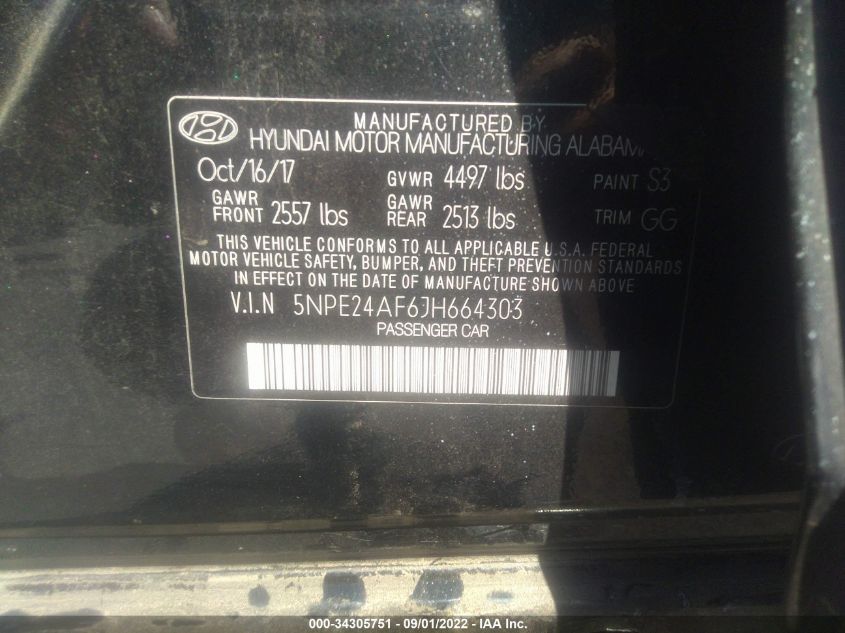 MANUFACTURED BY
HYUNDAI MOTOR MANUFACTURING ALABAMA
Oct/16/17 GVWR 4497 lbs PAINT S3
GAWR FRONT 2557 lbs GAWR REAR 2513 lbs TRIM GG
THIS VEHICLE CONFORMS TO ALL APPLICABLE U.S.A. FEDERAL
MOTOR VEHICLE SAFETY, BUMPER, AND THEFT PREVENTION STANDARDS
IN EFFECT ON THE DATE OF MANUFACTURE SHOWN ABOVE
V.I.N 5NPE24AF6JH664303
PASSENGER CAR
000-34305751 - 09/01/2022 - IAA Inc.